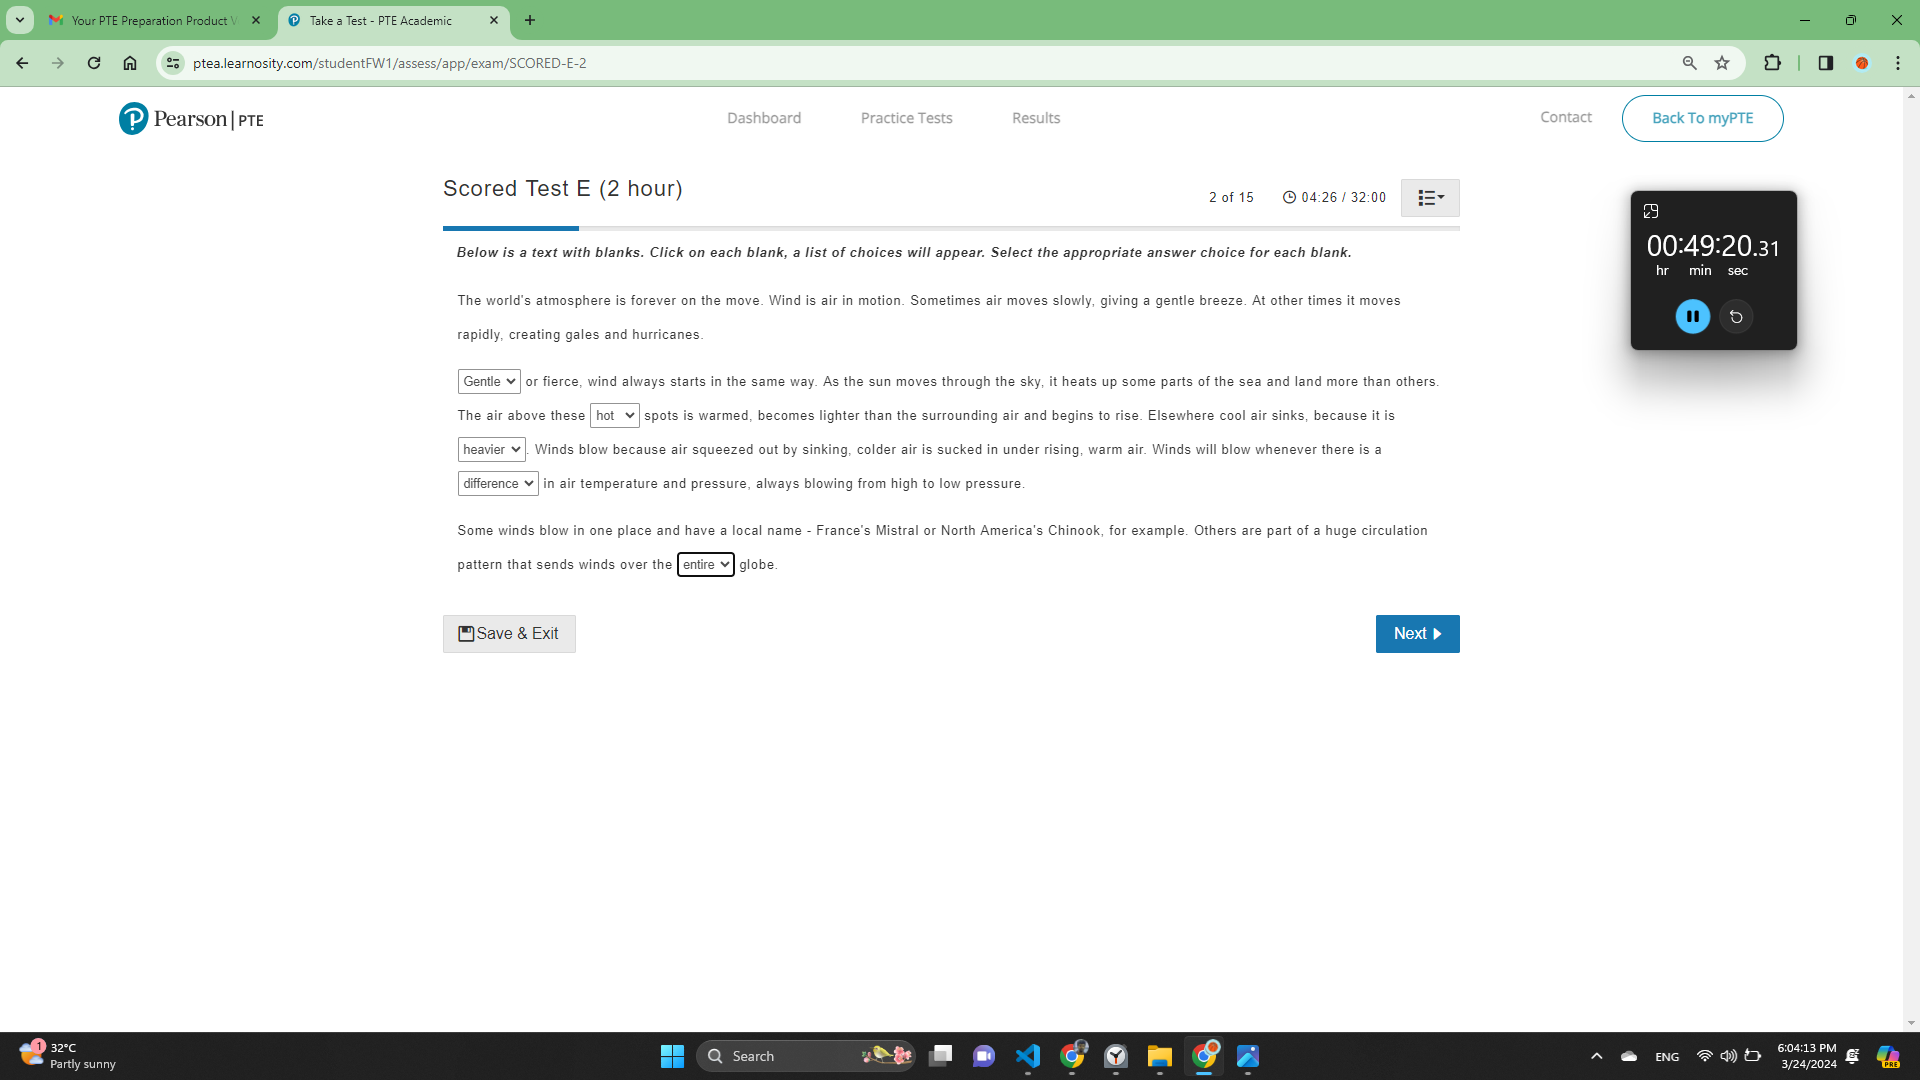 Your PTE Preparation Product V
Take a Test - PTE Academic
ptea.learnosity.com/studentFW1/assess/app/exam/SCORED-E-2
Pearson | PTE
Dashboard
Practice Tests
Results
Contact
Back To myPTE
Scored Test E (2 hour)
2 of 15
04:26 / 32:00
00:49:20.31
hr min sec
Below is a text with blanks. Click on each blank, a list of choices will appear. Select the appropriate answer choice for each blank.
The world's atmosphere is forever on the move. Wind is air in motion. Sometimes air moves slowly, giving a gentle breeze. At other times it moves
rapidly, creating gales and hurricanes.
Gentle or fierce, wind always starts in the same way. As the sun moves through the sky, it heats up some parts of the sea and land more than others.
The air above these hot spots is warmed, becomes lighter than the surrounding air and begins to rise. Elsewhere cool air sinks, because it is
heavier. Winds blow because air squeezed out by sinking, colder air is sucked in under rising, warm air. Winds will blow whenever there is a
difference in air temperature and pressure, always blowing from high to low pressure.
Some winds blow in one place and have a local name - France's Mistral or North America's Chinook, for example. Others are part of a huge circulation
pattern that sends winds over the entire globe.
Save & Exit
Next
1
32°C
Partly sunny
Search
ENG
6:04:13 PM
3/24/2024
PRE